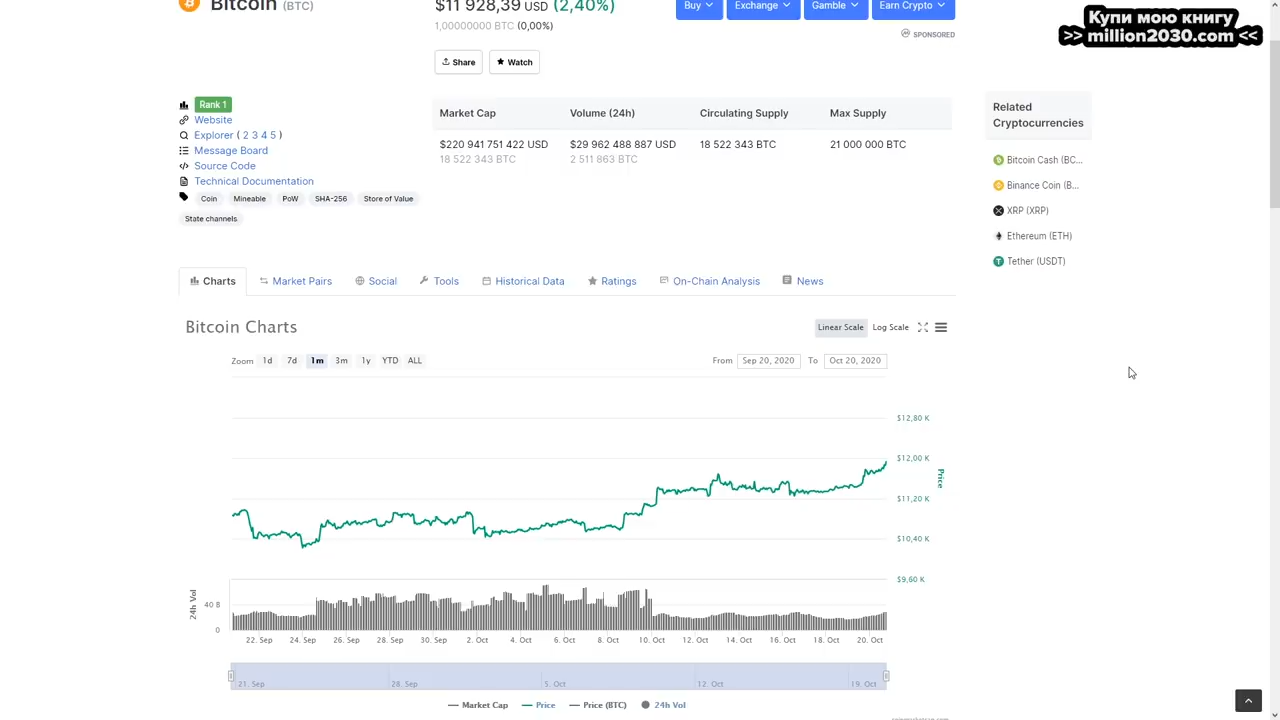 Bitcoin (BTC)
$11 928,39 USD (2,40%)
1,00000000 BTC (0,00%)
Buy
Exchange
Gamble
Earn Crypto
SPONSORED
Купи мою книгу
>> million2030.com <<
Share
Watch
Rank 1
Website
Explorer ( 2 3 4 5 )
Message Board
Source Code
Technical Documentation
Coin Mineable PoW SHA-256 Store of Value
State channels
Market Cap Volume (24h) Circulating Supply Max Supply
$220 941 751 422 USD $29 962 488 887 USD 18 522 343 BTC 21 000 000 BTC
18 522 343 BTC 2 511 863 BTC
Related
Cryptocurrencies
Bitcoin Cash (BC...
Binance Coin (B...
XRP (XRP)
Ethereum (ETH)
Tether (USDT)
Charts Market Pairs Social Tools Historical Data Ratings On-Chain Analysis News
Bitcoin Charts
Linear Scale Log Scale
Zoom 1d 7d 1m 3m 1y YTD ALL
From Sep 20, 2020 To Oct 20, 2020
$12,80 K
$12,00 K
$11,20 K
$10,40 K
$9,60 K
Price
24h Vol
40 B
0
22. Sep 24. Sep 26. Sep 28. Sep 30. Sep 2. Oct 4. Oct 6. Oct 8. Oct 10. Oct 12. Oct 14. Oct 16. Oct 18. Oct 20. Oct
21. Sep 28. Sep 5. Oct 12. Oct 19. Oct
Market Cap Price Price (BTC) 24h Vol